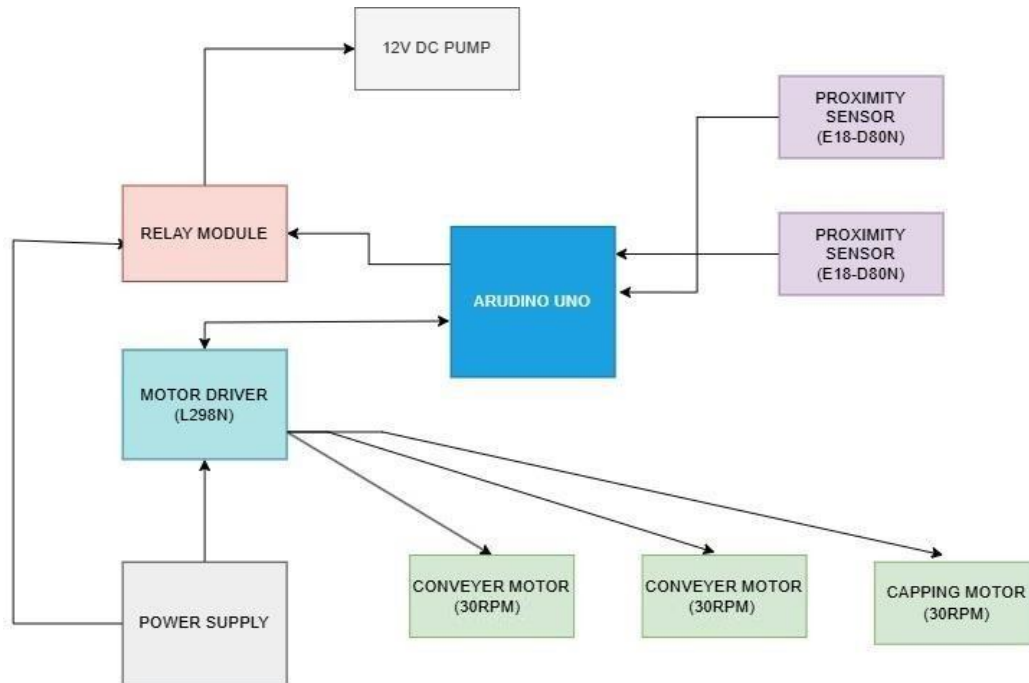 12V DC PUMP
PROXIMITY
SENSOR
(E18-D80N)
RELAY MODULE
PROXIMITY
SENSOR
(E18-D80N)
ARUDINO UNO
MOTOR DRIVER
(L298N)
CONVEYER MOTOR
(30RPM)
CONVEYER MOTOR
(30RPM)
CAPPING MOTOR
(30RPM)
POWER SUPPLY